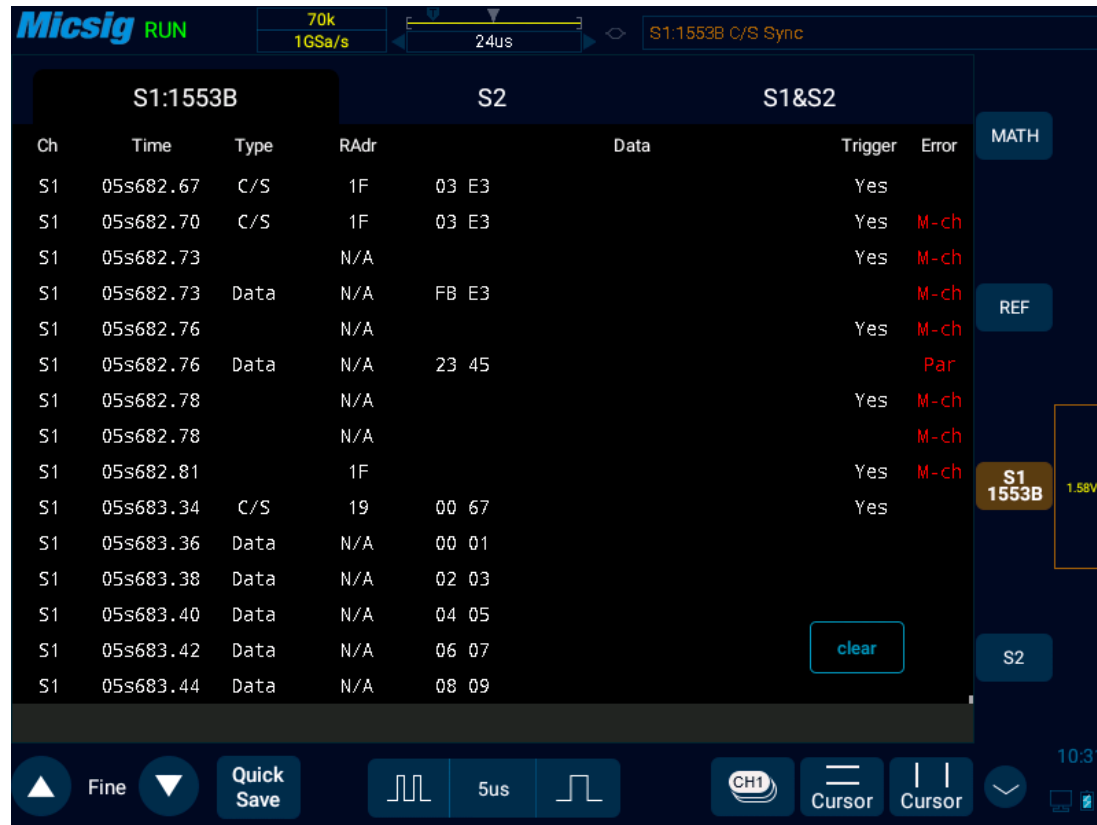 Micsig RUN 70k 1GSa/s 24us S1:1553B C/S Sync
S1:1553B S2 S1&S2
Ch Time Type RAdr Data Trigger Error
S1 05s682.67 C/S 1F 03 E3 Yes
S1 05s682.70 C/S 1F 03 E3 Yes M-ch
S1 05s682.73 N/A Yes M-ch
S1 05s682.73 Data N/A FB E3 M-ch
S1 05s682.76 N/A Yes M-ch
S1 05s682.76 Data N/A 23 45 Par
S1 05s682.78 N/A Yes M-ch
S1 05s682.78 N/A M-ch
S1 05s682.81 1F Yes M-ch
S1 05s683.34 C/S 19 00 67 Yes
S1 05s683.36 Data N/A 00 01
S1 05s683.38 Data N/A 02 03
S1 05s683.40 Data N/A 04 05
S1 05s683.42 Data N/A 06 07
S1 05s683.44 Data N/A 08 09
clear
MATH
REF
S1
1553B
1.58V
S2
Fine
Quick
Save
5us
CH1
Cursor
Cursor
10:3